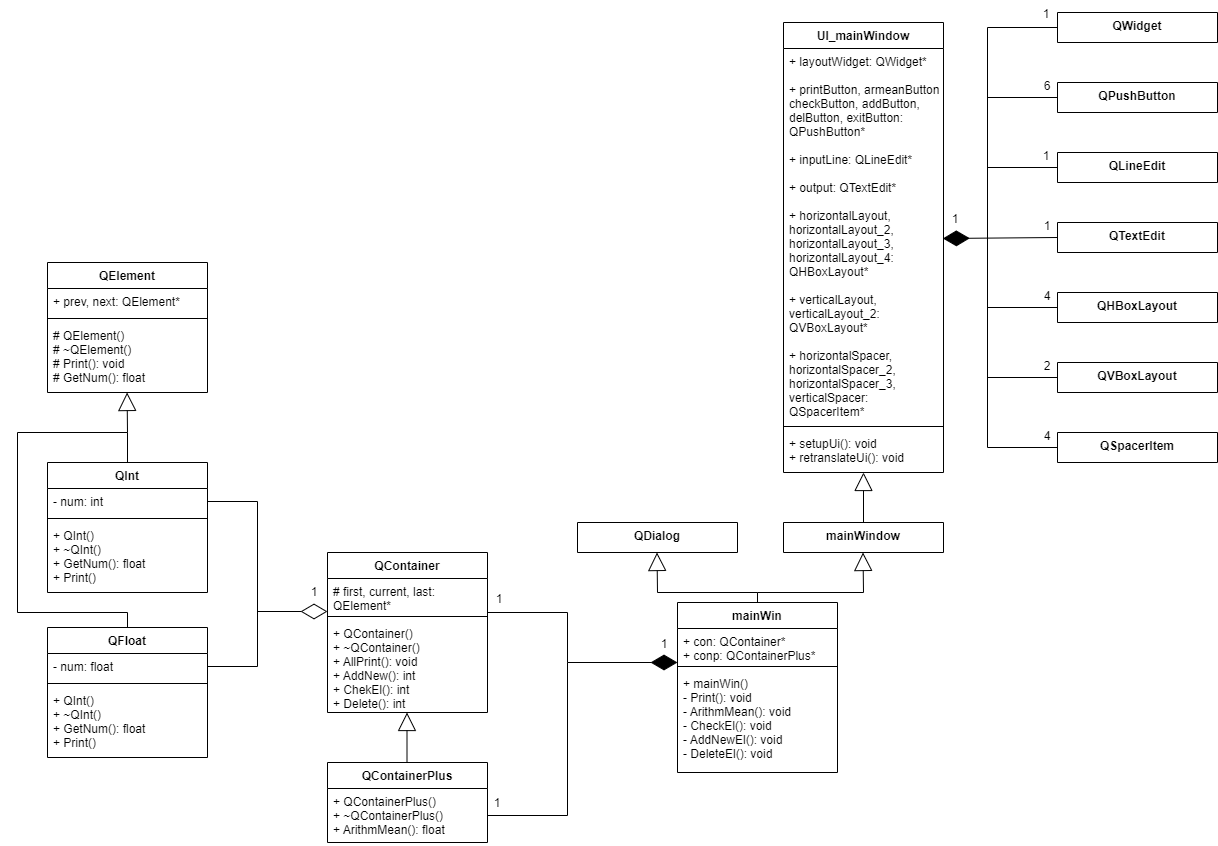 UI_mainWindow
+ layoutWidget: QWidget*
+ printButton, armeanButton
checkButton, addButton,
delButton, exitButton:
QPushButton*
+ inputLine: QLineEdit*
+ output: QTextEdit*
+ horizontalLayout,
horizontalLayout_2,
horizontalLayout_3,
horizontalLayout_4:
QHBoxLayout*
+ verticalLayout,
verticalLayout_2:
QVBoxLayout*
+ horizontalSpacer,
horizontalSpacer_2,
horizontalSpacer_3,
verticalSpacer:
QSpacerItem*
+ setupUi(): void
+ retranslateUi(): void
1
1
QWidget
6
QPushButton
1
QLineEdit
1
QTextEdit
4
QHBoxLayout
2
QVBoxLayout
4
QSpacerItem
QElement
+ prev, next: QElement*
# QElement()
# ~QElement()
# Print(): void
# GetNum(): float
QInt
- num: int
+ QInt()
+ ~QInt()
+ GetNum(): float
+ Print()
QFloat
- num: float
+ QInt()
+ ~QInt()
+ GetNum(): float
+ Print()
1
QContainer
# first, current, last:
QElement*
+ QContainer()
+ ~QContainer()
+ AllPrint(): void
+ AddNew(): int
+ ChekEl(): int
+ Delete(): int
1
QContainerPlus
+ QContainerPlus()
+ ~QContainerPlus()
+ ArithmMean(): float
1
QDialog
mainWindow
1
mainWin
+ con: QContainer*
+ conp: QContainerPlus*
+ mainWin()
- Print(): void
- ArithmMean(): void
- CheckEl(): void
- AddNewEl(): void
- DeleteEl(): void